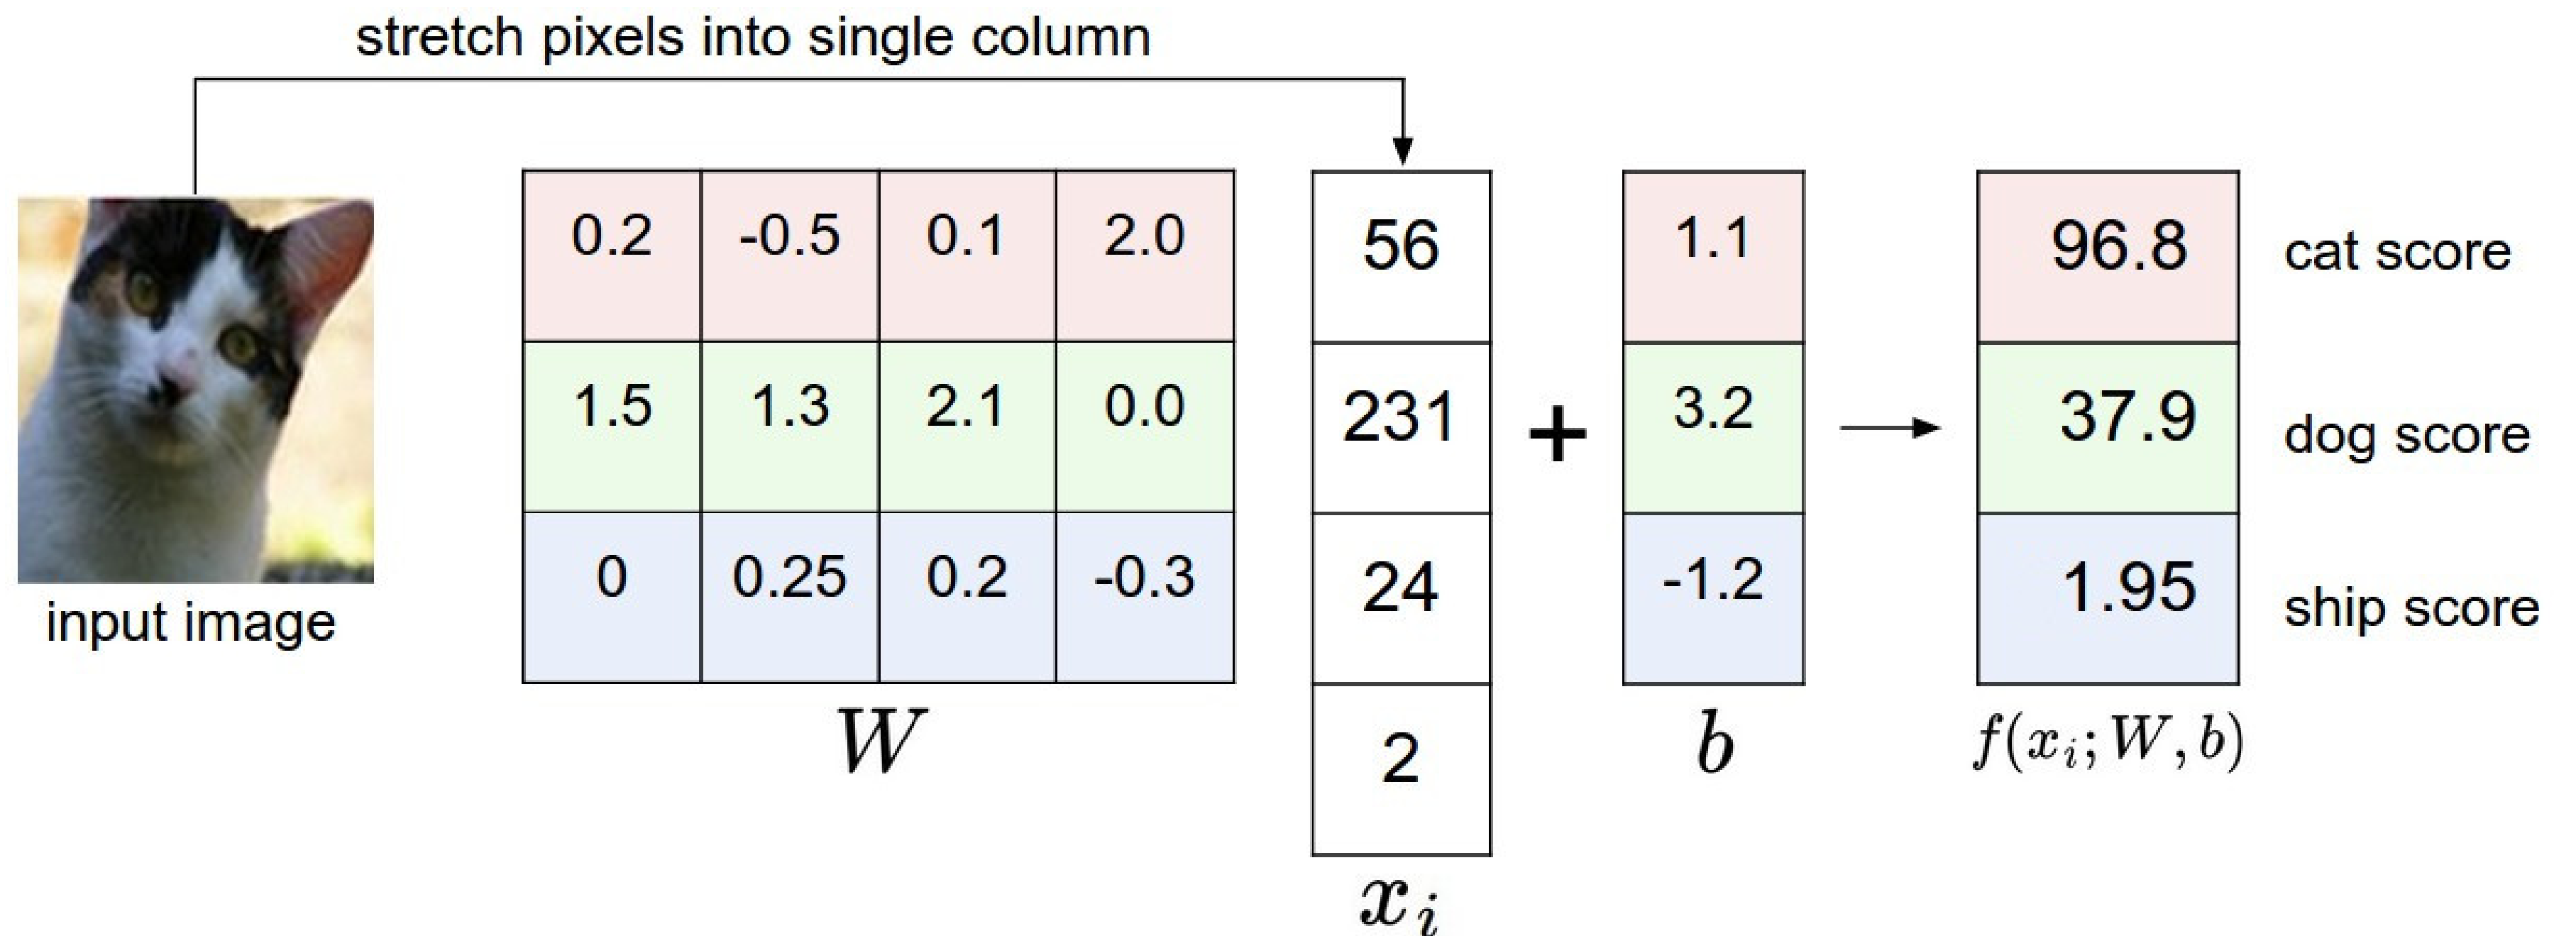 stretch pixels into single column
0.2 -0.5 0.1 2.0
1.5 1.3 2.1 0.0
0 0.25 0.2 -0.3
W
56
231
24
2
x_i
+
1.1
3.2
-1.2
b
96.8 cat score
37.9 dog score
1.95 ship score
f(x_i; W, b)
input image